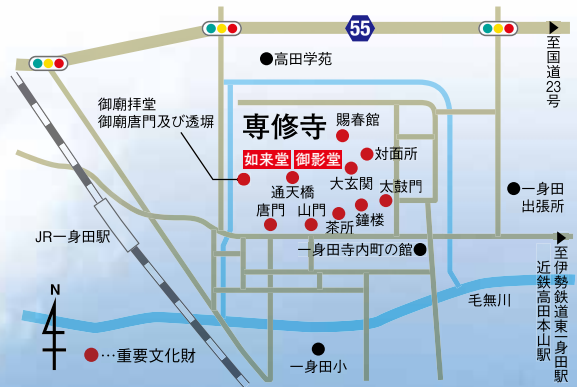 55
至国道23号
高田学苑
御廟拝堂
御廟唐門及び透塀
専修寺
賜春館
如来堂
御影堂
対面所
大玄関
通天橋
太鼓門
唐門
山門
茶所
鐘楼
一身田
出張所
JR一身田駅
一身田寺内町の館
至伊勢鉄道東一身田駅
近鉄高田本山駅
毛無川
N
…重要文化財
一身田小